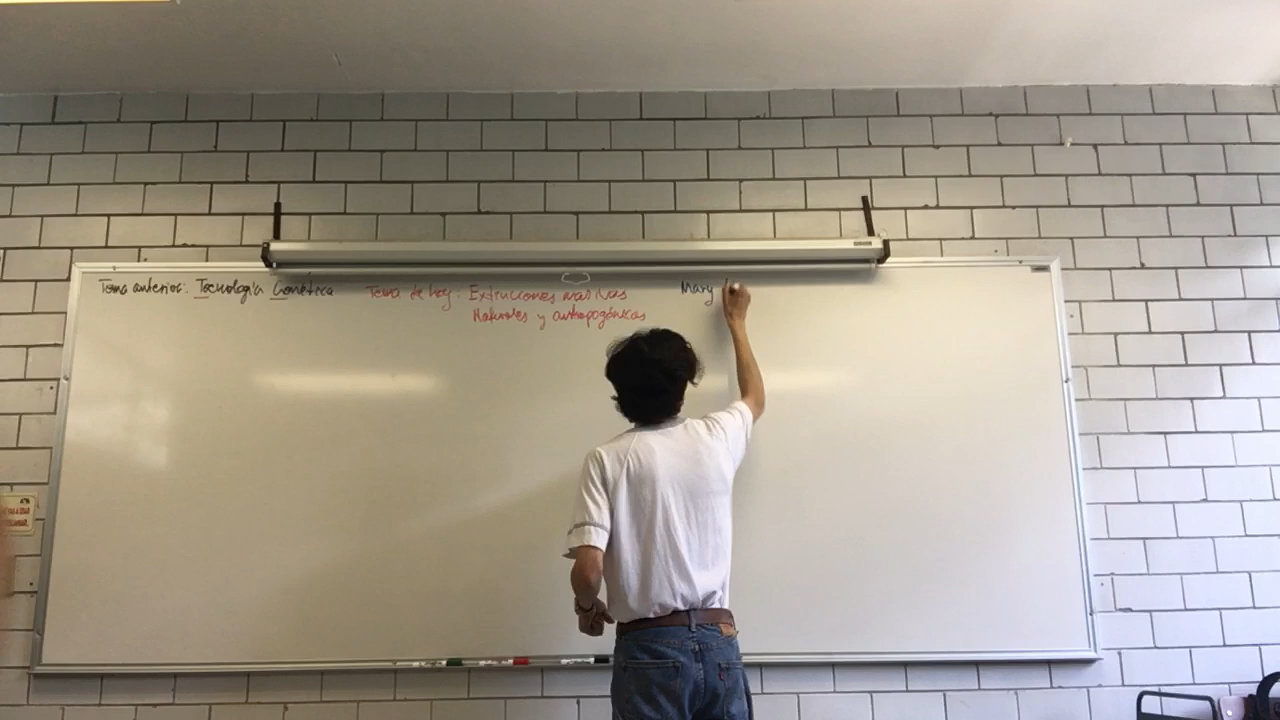 Tema anterior: Tecnología Genética
Tema de hoy: Extinciones masivas
Naturales y antropogénicas
Mary